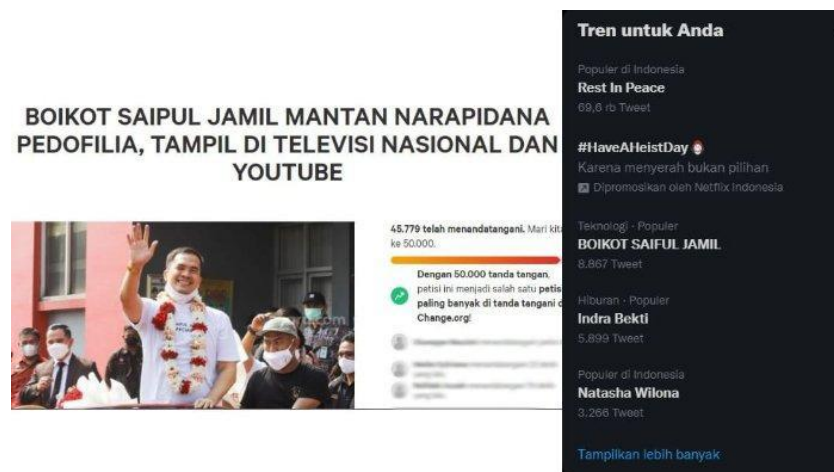 BOIKOT SAIPUL JAMIL MANTAN NARAPIDANA
PEDOFILIA, TAMPIL DI TELEVISI NASIONAL DAN
YOUTUBE
45.779 telah menandatangani. Mari kita
ke 50.000.
Dengan 50.000 tanda tangan,
petisi ini menjadi salah satu petis
paling banyak di tanda tangani d
Change.org!
Tren untuk Anda
Populer di Indonesia
Rest In Peace
69,6 rb Tweet
#HaveAHeistDay
Karena menyerah bukan pilihan
Dipromosikan oleh Netflix Indonesia
Teknologi · Populer
BOIKOT SAIFUL JAMIL
8.867 Tweet
Hiburan · Populer
Indra Bekti
5.899 Tweet
Populer di Indonesia
Natasha Wilona
3.266 Tweet
Tampilkan lebih banyak